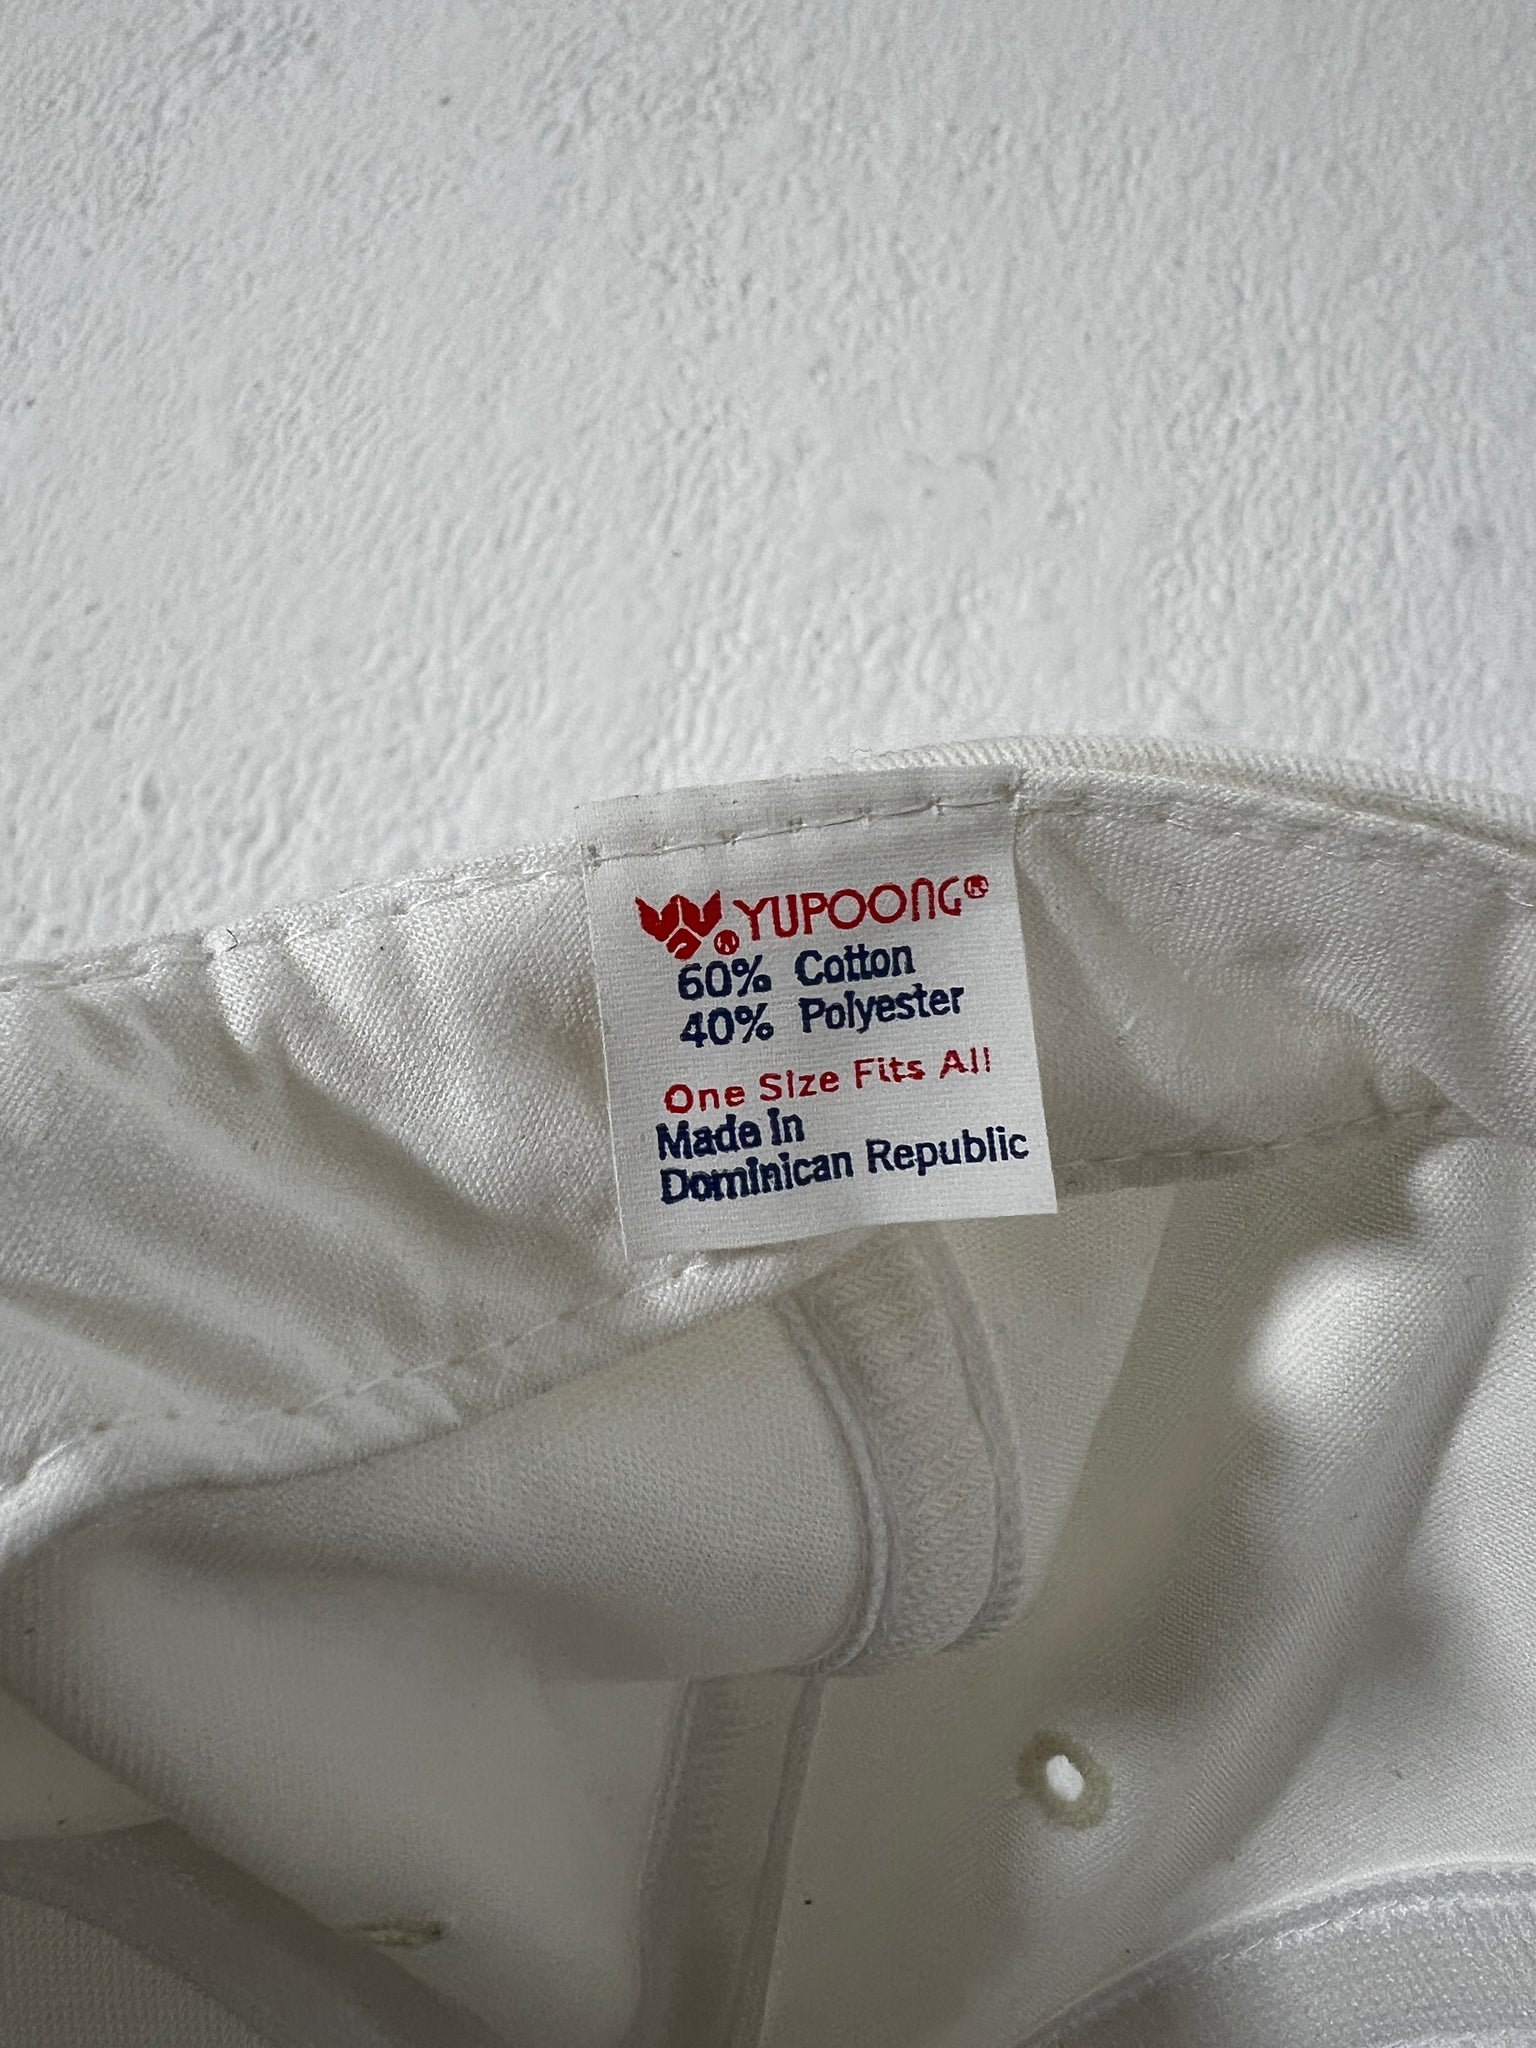 YUPOONG®
60% Cotton
40% Polyester
One Size Fits All
Made In
Dominican Republic